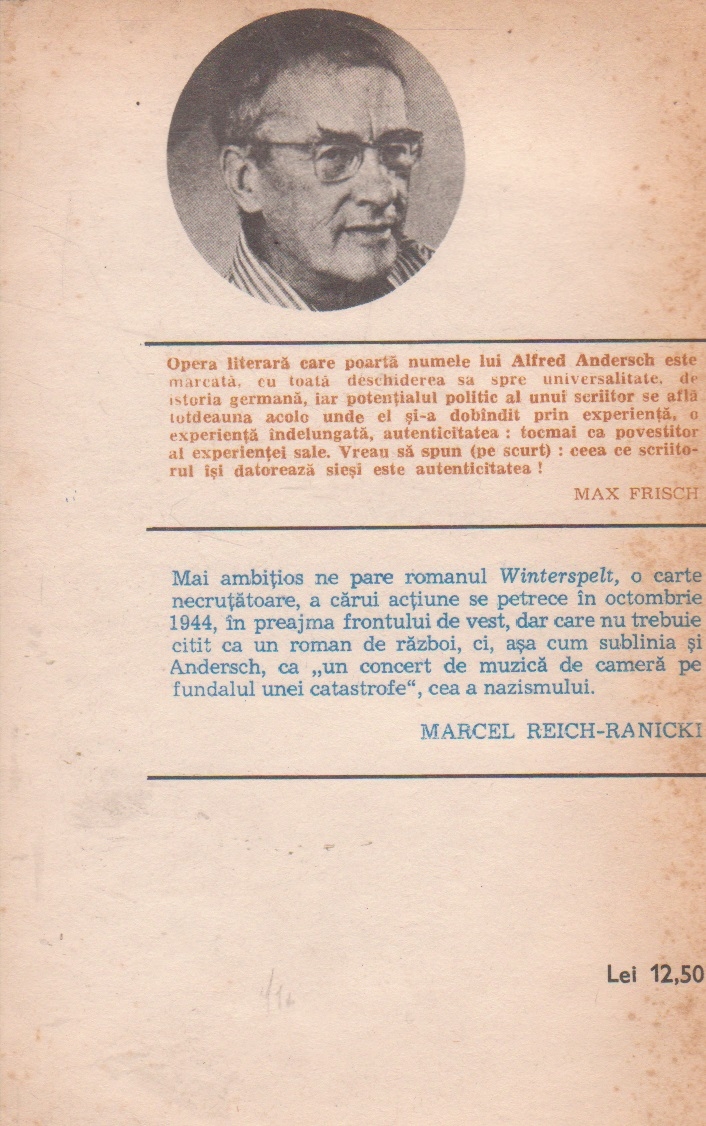 Opera literară care poartă numele lui Alfred Andersch este
marcată, cu toată deschiderea sa spre universalitate, de
istoria germană, iar potențialul politic al unui scriitor se află
totdeauna acolo unde el și-a dobîndit prin experiență, o
experiență îndelungată, autenticitatea : tocmai ca povestitor
al experienței sale. Vreau să spun (pe scurt) : ceea ce scriito-
rul își datorează sieși este autenticitatea !
MAX FRISCH
Mai ambițios ne pare romanul Winterspelt, o carte
necruțătoare, a cărui acțiune se petrece în octombrie
1944, în preajma frontului de vest, dar care nu trebuie
citit ca un roman de război, ci, așa cum sublinia și
Andersch, ca „un concert de muzică de cameră pe
fundalul unei catastrofe“, cea a nazismului.
MARCEL REICH-RANICKI
Lei 12,50